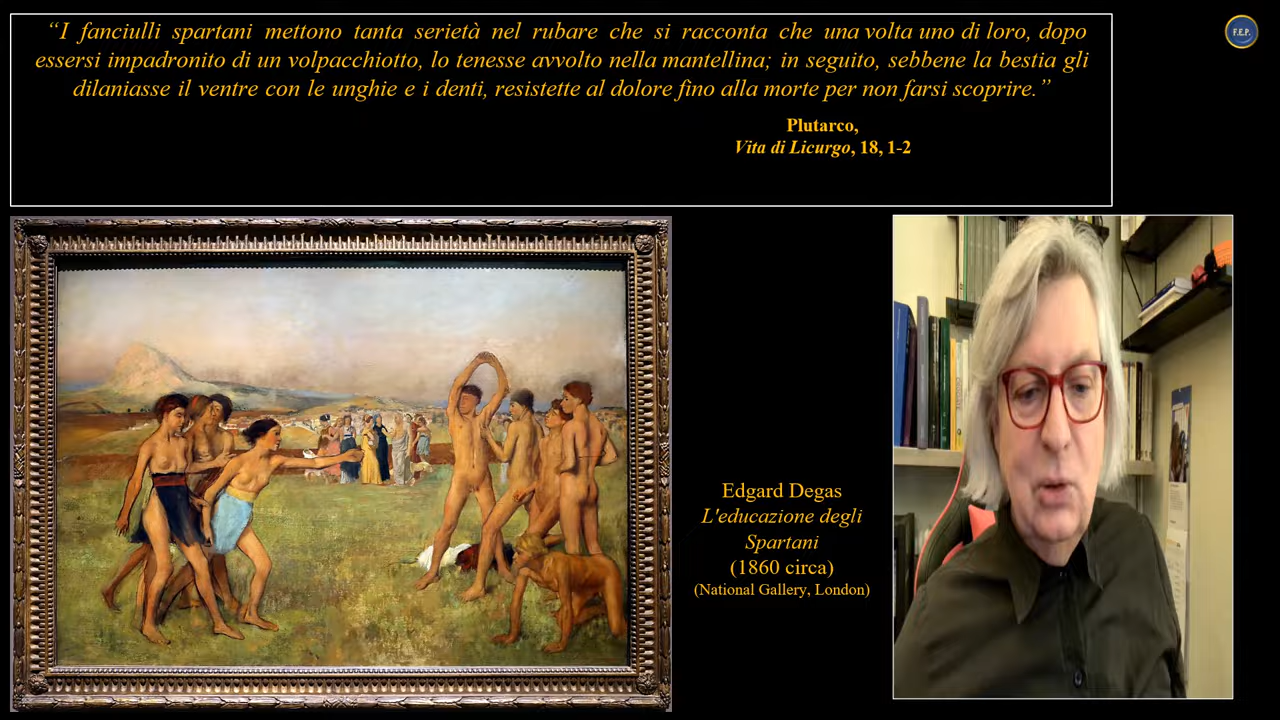 “I fanciulli spartani mettono tanta serietà nel rubare che si racconta che una volta uno di loro, dopo
essersi impadronito di un volpacchiotto, lo tenesse avvolto nella mantellina; in seguito, sebbene la bestia gli
dilaniasse il ventre con le unghie e i denti, resistette al dolore fino alla morte per non farsi scoprire.”
Plutarco,
Vita di Licurgo, 18, 1-2
F.E.P.
Edgard Degas
L'educazione degli
Spartani
(1860 circa)
(National Gallery, London)